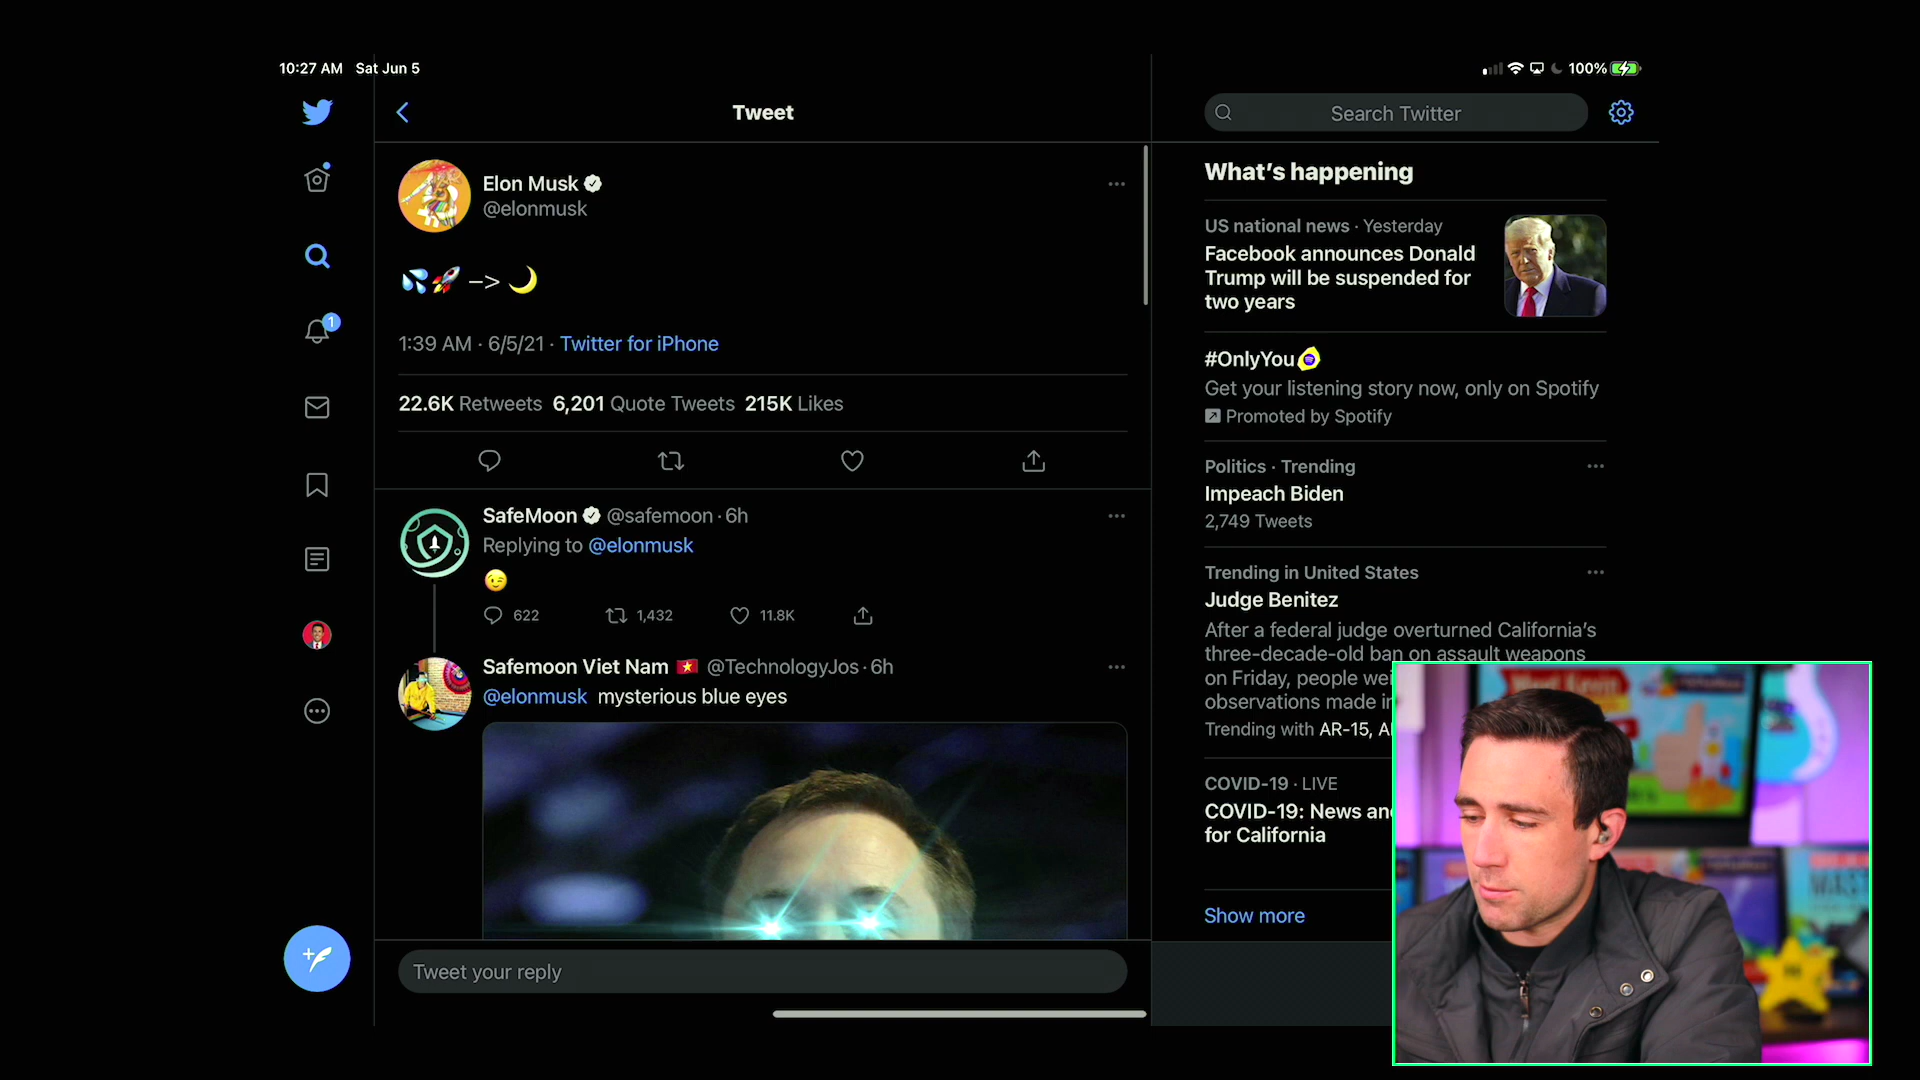 10:27 AM Sat Jun 5
100%
Tweet
Search Twitter
Elon Musk
@elonmusk
💦🚀 –> 🌙
1:39 AM · 6/5/21 · Twitter for iPhone
22.6K Retweets 6,201 Quote Tweets 215K Likes
SafeMoon @safemoon · 6h
Replying to @elonmusk
😉
622 1,432 11.8K
Safemoon Viet Nam 🇻🇳 @TechnologyJos · 6h
@elonmusk mysterious blue eyes
Tweet your reply
1
What's happening
US national news · Yesterday
Facebook announces Donald
Trump will be suspended for
two years
#OnlyYou
Get your listening story now, only on Spotify
Promoted by Spotify
Politics · Trending
Impeach Biden
2,749 Tweets
Trending in United States
Judge Benitez
After a federal judge overturned California's
three-decade-old ban on assault weapons
on Friday, people
observations made
Trending with AR-15,
COVID-19 · LIVE
COVID-19: News
for California
Show more